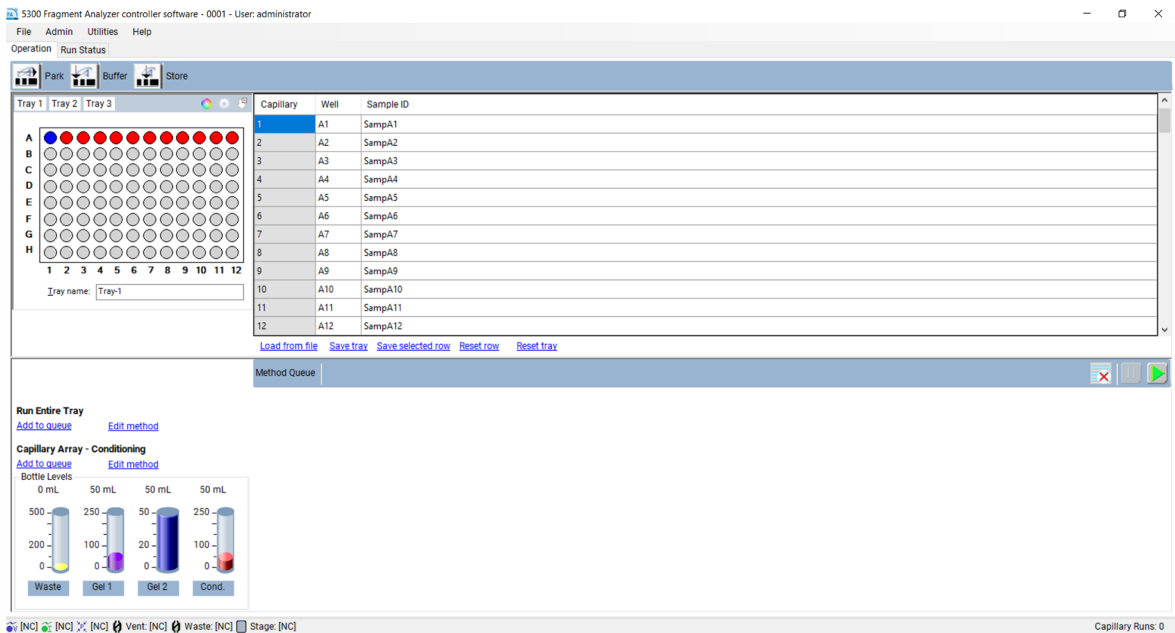 5300 Fragment Analyzer controller software - 0001 - User: administrator
File Admin Utilities Help
Operation Run Status
Park Buffer Store
Tray 1 Tray 2 Tray 3
A
B
C
D
E
F
G
H
1 2 3 4 5 6 7 8 9 10 11 12
Tray name: Tray-1
Capillary Well Sample ID
1 A1 SampA1
2 A2 SampA2
3 A3 SampA3
4 A4 SampA4
5 A5 SampA5
6 A6 SampA6
7 A7 SampA7
8 A8 SampA8
9 A9 SampA9
10 A10 SampA10
11 A11 SampA11
12 A12 SampA12
Load from file Save tray Save selected row Reset row Reset tray
Method Queue
Run Entire Tray
Add to queue Edit method
Capillary Array - Conditioning
Add to queue Edit method
Bottle Levels
0 mL 50 mL 50 mL 50 mL
500 250 50 250
200 100 20 100
0 0 0 0
Waste Gel 1 Gel 2 Cond.
[NC] [NC] [NC] Vent: [NC] Waste: [NC] Stage: [NC]
Capillary Runs: 0